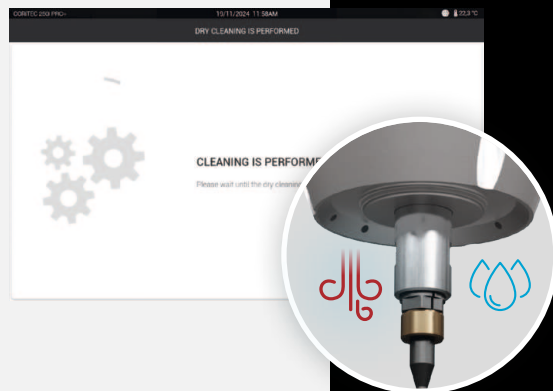 CORITEC 250i PRO+ 19/11/2024 11:58AM 22,3 °C
DRY CLEANING IS PERFORMED
CLEANING IS PERFORME
Please wait until the dry cleaning